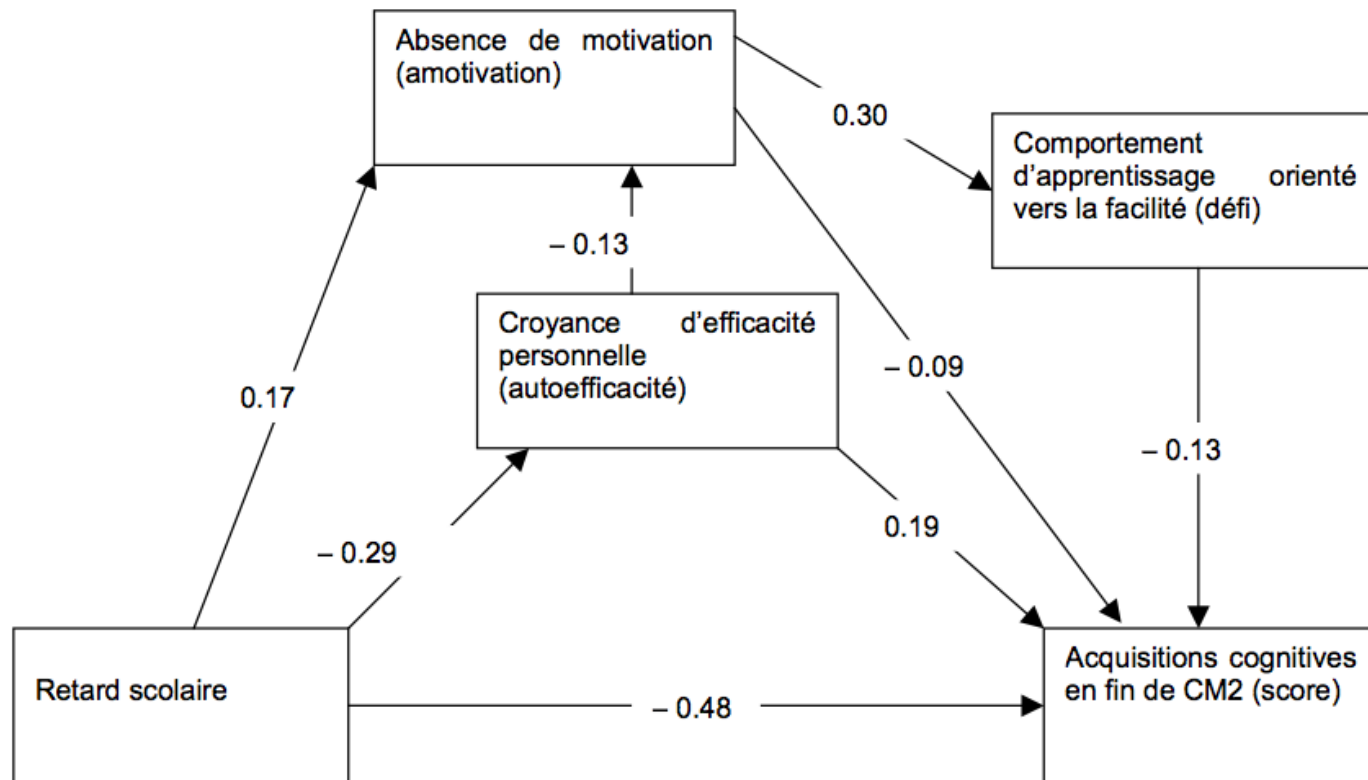 Absence de motivation
(amotivation)
0.30
Comportement
d'apprentissage orienté
vers la facilité (défi)
– 0.13
Croyance d'efficacité
personnelle
(autoefficacité)
– 0.09
0.17
– 0.13
0.19
– 0.29
Retard scolaire
– 0.48
Acquisitions cognitives
en fin de CM2 (score)